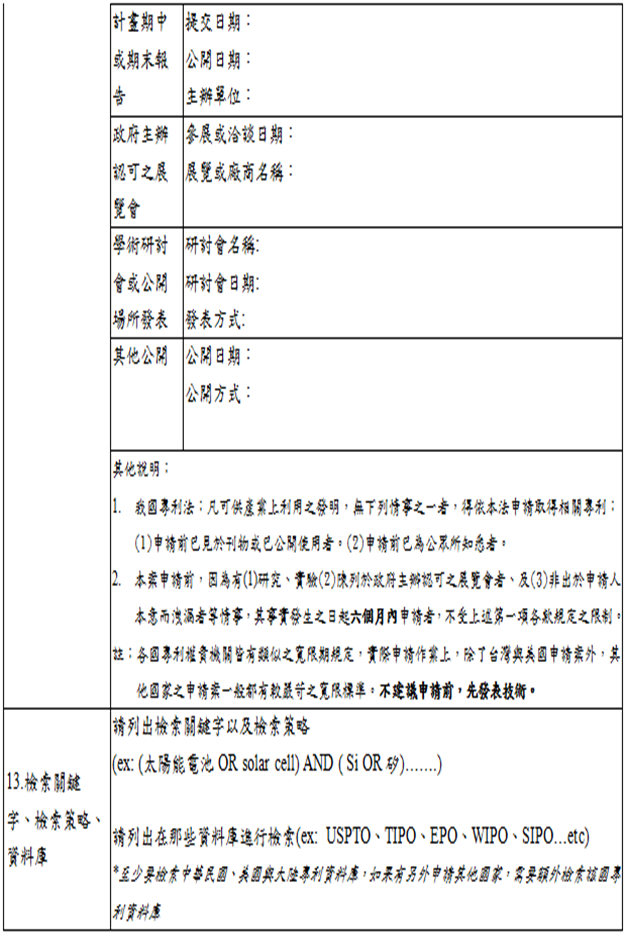 計畫期中 提交日期：
或期末報 公開日期：
告 主辦單位：
政府主辦 參展或洽談日期：
認可之展 展覽或廠商名稱：
覽會
學術研討 研討會名稱:
會或公開 研討會日期:
場所發表 發表方式:
其他公開 公開日期：
公開方式：
其他說明：
1. 我國專利法：凡可供產業上利用之發明，無下列情事之一者，得依本法申請取得相關專利：
(1)申請前已見於刊物或已公開使用者。(2)申請前已為公眾所知悉者。
2. 本案申請前，因為有(1)研究、實驗(2)陳列於政府主辦認可之展覽會者、及(3)非出於申請人
本意而洩漏者等情事，其事實發生之日起六個月內申請者，不受上述第一項各款規定之限制。
註：各國專利權責機關皆有類似之寬限期規定，實際申請作業上，除了台灣與美國申請案外，其
他國家之申請案一般都有較嚴苛之寬限標準。不建議申請前，先發表技術。
13.檢索關鍵
字、檢索策略、
資料庫
請列出檢索關鍵字以及檢索策略
(ex: (太陽能電池 OR solar cell) AND ( Si OR 矽)…….)
請列出在那些資料庫進行檢索(ex: USPTO、TIPO、EPO、WIPO、SIPO…etc)
*至少要檢索中華民國、美國與大陸專利資料庫，如果有另外申請其他國家，需要額外檢索該國專
利資料庫